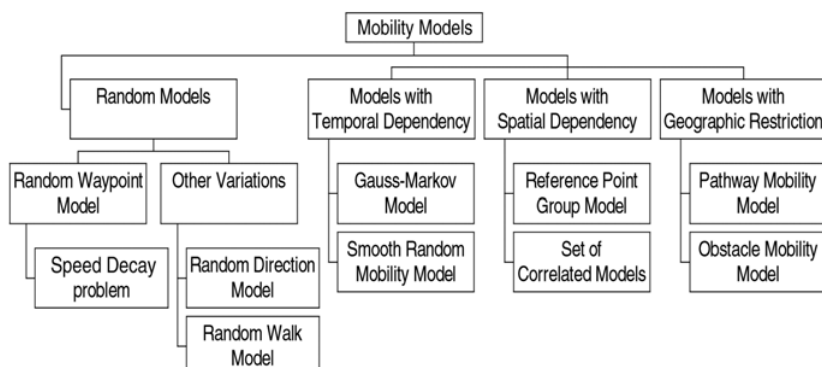 Mobility Models
Random Models
Models with
Temporal Dependency
Models with
Spatial Dependency
Models with
Geographic Restriction
Random Waypoint
Model
Other Variations
Gauss-Markov
Model
Reference Point
Group Model
Pathway Mobility
Model
Speed Decay
problem
Random Direction
Model
Smooth Random
Mobility Model
Set of
Correlated Models
Obstacle Mobility
Model
Random Walk
Model